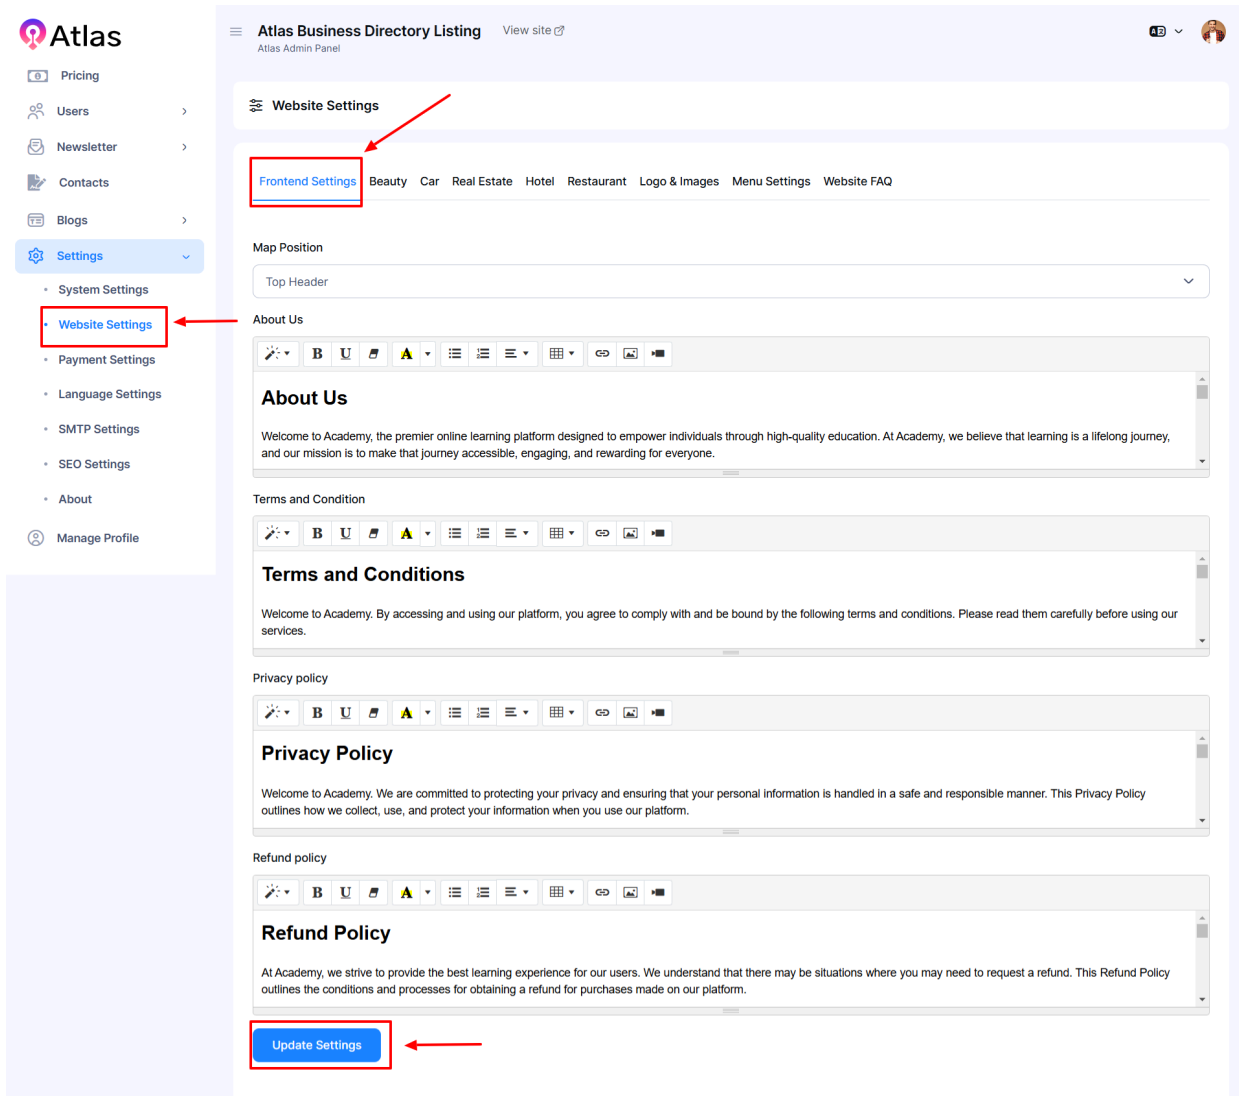 Atlas
Pricing
Users
Newsletter
Contacts
Blogs
Settings
System Settings
Website Settings
Payment Settings
Language Settings
SMTP Settings
SEO Settings
About
Manage Profile
Atlas Business Directory Listing
View site
Atlas Admin Panel
Website Settings
Frontend Settings Beauty Car Real Estate Hotel Restaurant Logo & Images Menu Settings Website FAQ
Map Position
Top Header
About Us
B U A
About Us
Welcome to Academy, the premier online learning platform designed to empower individuals through high-quality education. At Academy, we believe that learning is a lifelong journey,
and our mission is to make that journey accessible, engaging, and rewarding for everyone.
Terms and Condition
B U A
Terms and Conditions
Welcome to Academy. By accessing and using our platform, you agree to comply with and be bound by the following terms and conditions. Please read them carefully before using our
services.
Privacy policy
B U A
Privacy Policy
Welcome to Academy. We are committed to protecting your privacy and ensuring that your personal information is handled in a safe and responsible manner. This Privacy Policy
outlines how we collect, use, and protect your information when you use our platform.
Refund policy
B U A
Refund Policy
At Academy, we strive to provide the best learning experience for our users. We understand that there may be situations where you may need to request a refund. This Refund Policy
outlines the conditions and processes for obtaining a refund for purchases made on our platform.
Update Settings